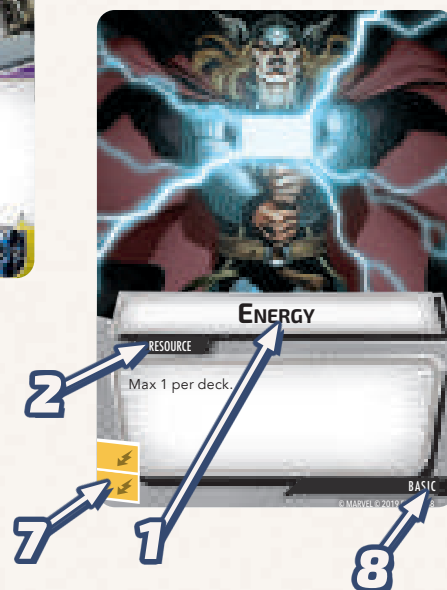 ENERGY
RESOURCE
2
Max 1 per deck.
7
1
BASIC
© MARVEL © 2019
8